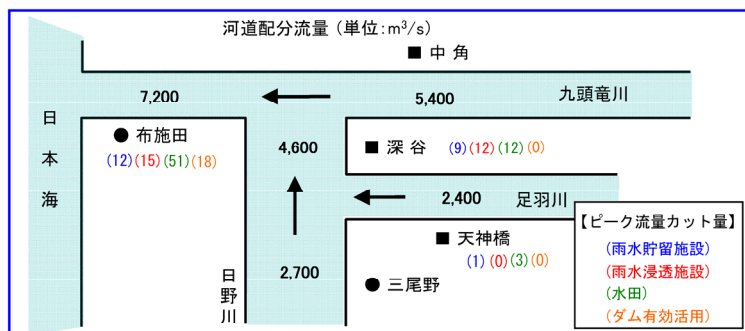 河道配分流量 (単位:m³/s)
■ 中 角
7,200
5,400
九頭竜川
日本海
● 布施田
(12)(15)(51)(18)
4,600
■ 深 谷 (9)(12)(12)(0)
2,400
足羽川
■ 天神橋
(1)(0)(3)(0)
2,700
日野川
● 三尾野
【ピーク流量カット量】
(雨水貯留施設)
(雨水浸透施設)
(水田)
(ダム有効活用)